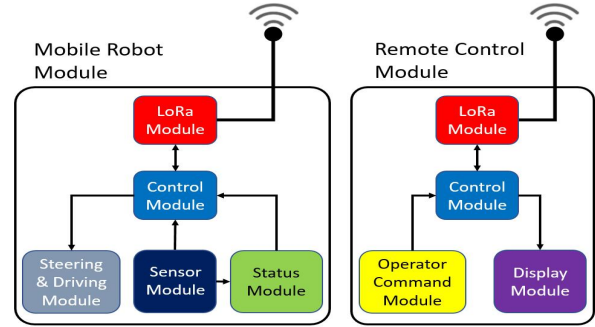 Mobile Robot
Module
LoRa
Module
Control
Module
Steering
& Driving
Module
Sensor
Module
Status
Module
Remote Control
Module
LoRa
Module
Control
Module
Operator
Command
Module
Display
Module